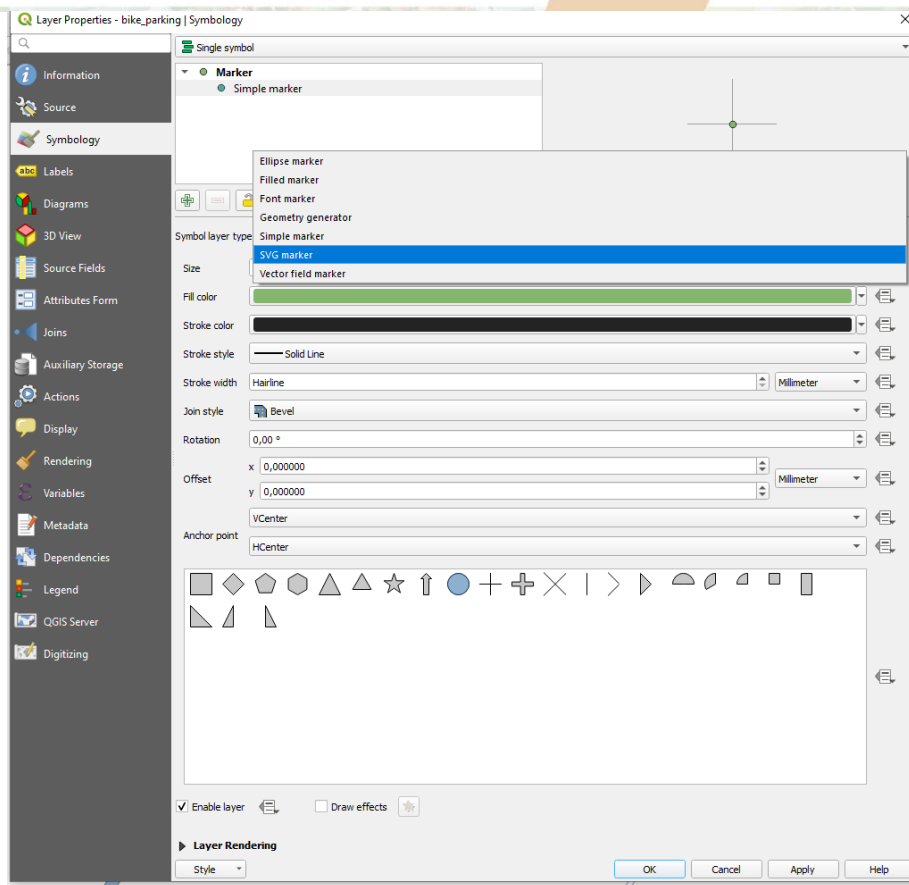 Layer Properties - bike_parking | Symbology
Single symbol
Information
Source
Symbology
abc Labels
Diagrams
3D View
Source Fields
Attributes Form
Joins
Auxiliary Storage
Actions
Display
Rendering
Variables
Metadata
Dependencies
Legend
QGIS Server
Digitizing
Marker
Simple marker
Symbol layer type
Ellipse marker
Filled marker
Font marker
Geometry generator
Simple marker
SVG marker
Vector field marker
Size
Fill color
Stroke color
Stroke style Solid Line
Stroke width Hairline Millimeter
Join style Bevel
Rotation 0,00 °
Offset x 0,000000 Millimeter
y 0,000000
Anchor point VCenter
HCenter
Enable layer Draw effects
Layer Rendering
Style OK Cancel Apply Help